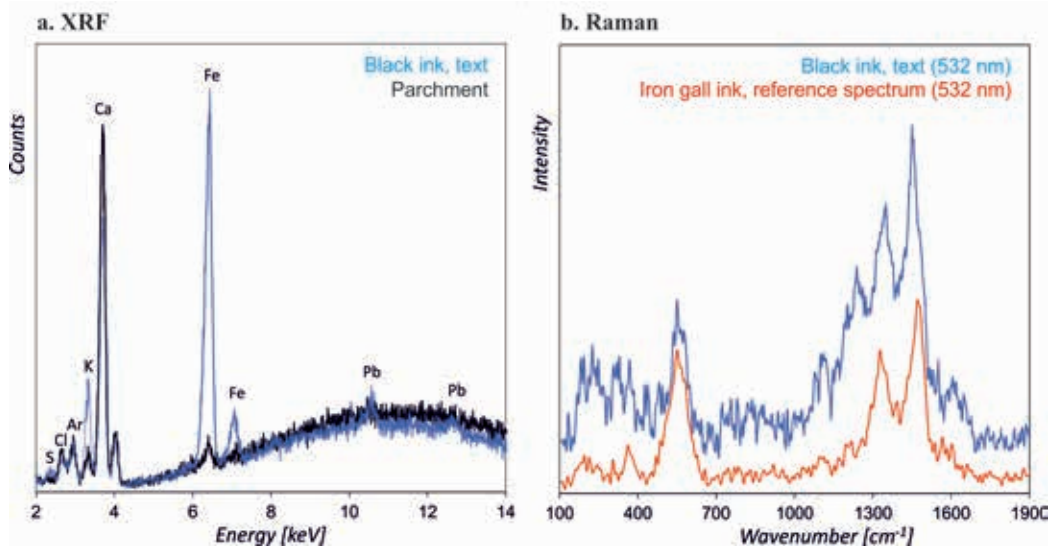 a. XRF
Black ink, text
Parchment
Fe
Ca
K
Ar
Cl
S
Fe
Pb
Pb
Counts
2 4 6 8 10 12 14
Energy [keV]
b. Raman
Black ink, text (532 nm)
Iron gall ink, reference spectrum (532 nm)
Intensity
100 400 700 1000 1300 1600 1900
Wavenumber [cm-1]